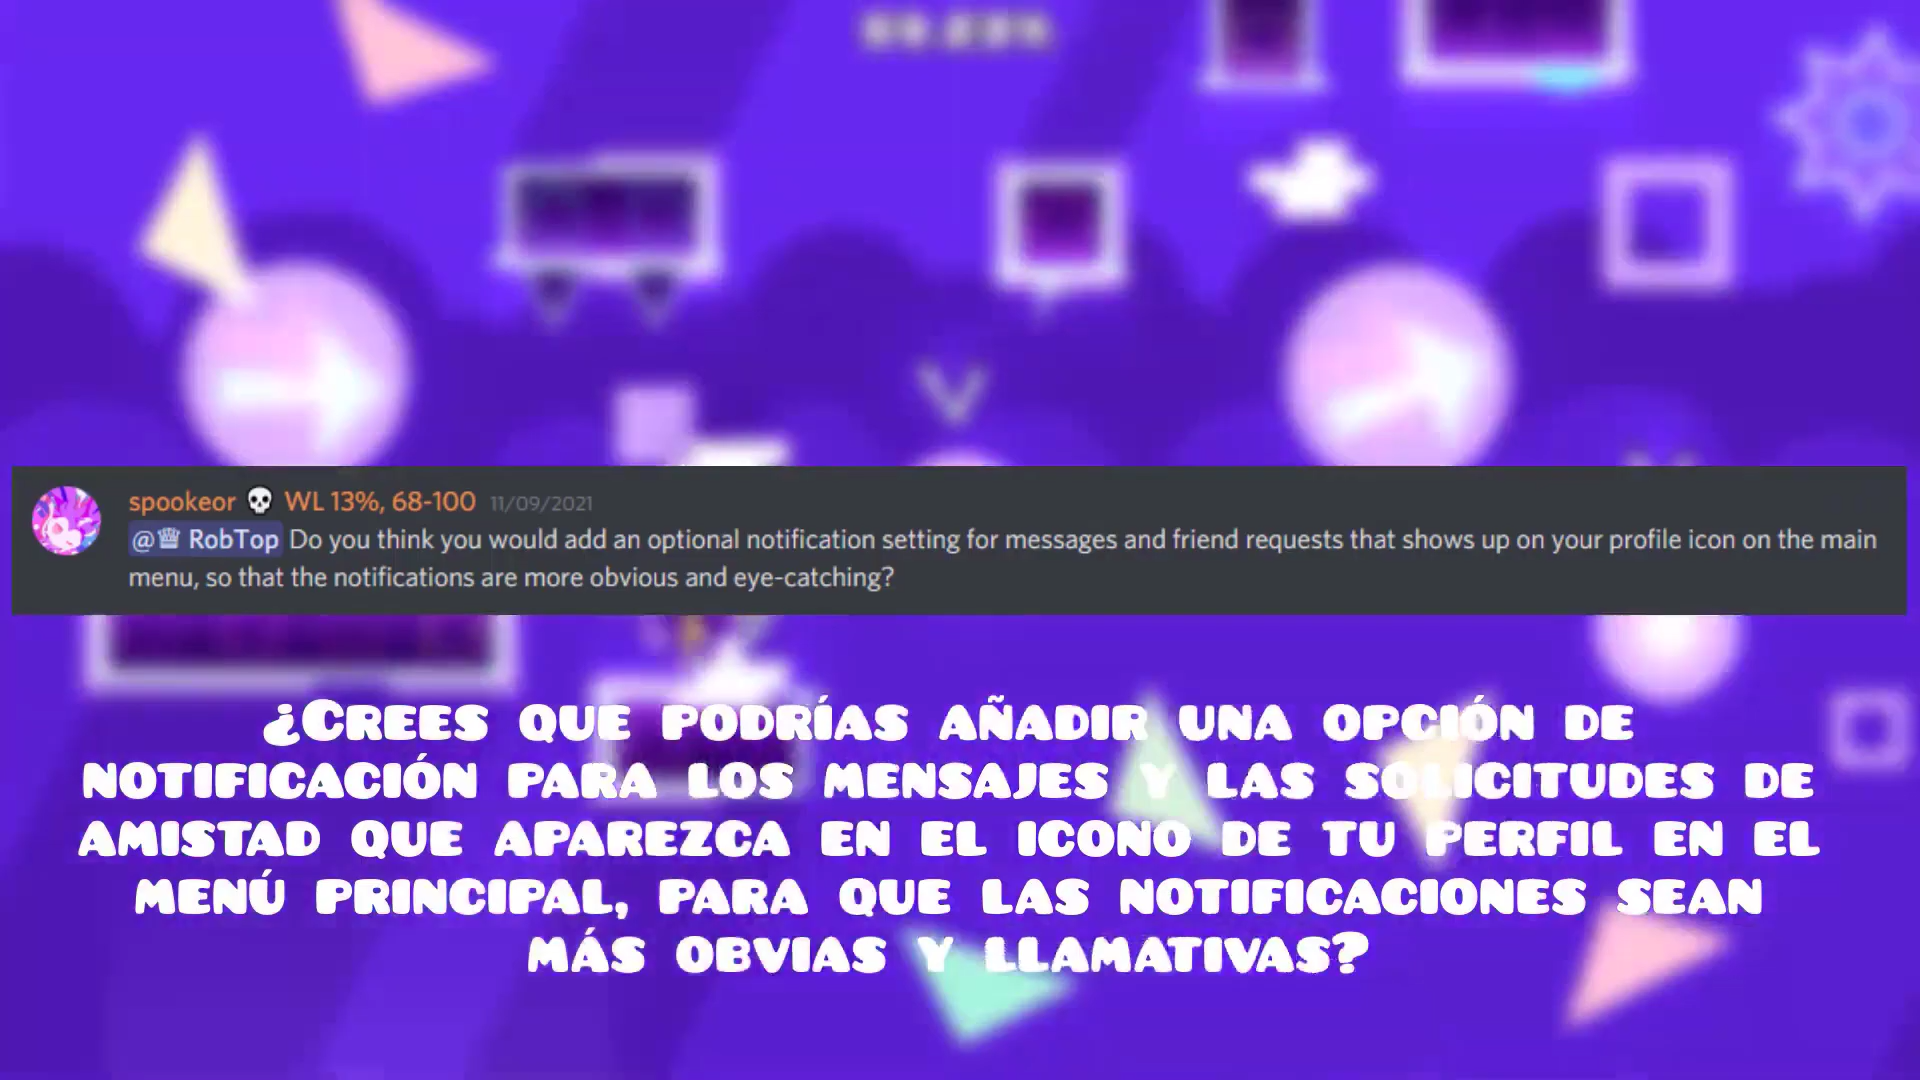 spookeor 💀 WL 13%, 68-100 11/09/2021
@♕ RobTop Do you think you would add an optional notification setting for messages and friend requests that shows up on your profile icon on the main
menu, so that the notifications are more obvious and eye-catching?
¿CREES QUE PODRÍAS AÑADIR UNA OPCIÓN DE
NOTIFICACIÓN PARA LOS MENSAJES Y LAS SOLICITUDES DE
AMISTAD QUE APAREZCA EN EL ICONO DE TU PERFIL EN EL
MENÚ PRINCIPAL, PARA QUE LAS NOTIFICACIONES SEAN
MÁS OBVIAS Y LLAMATIVAS?